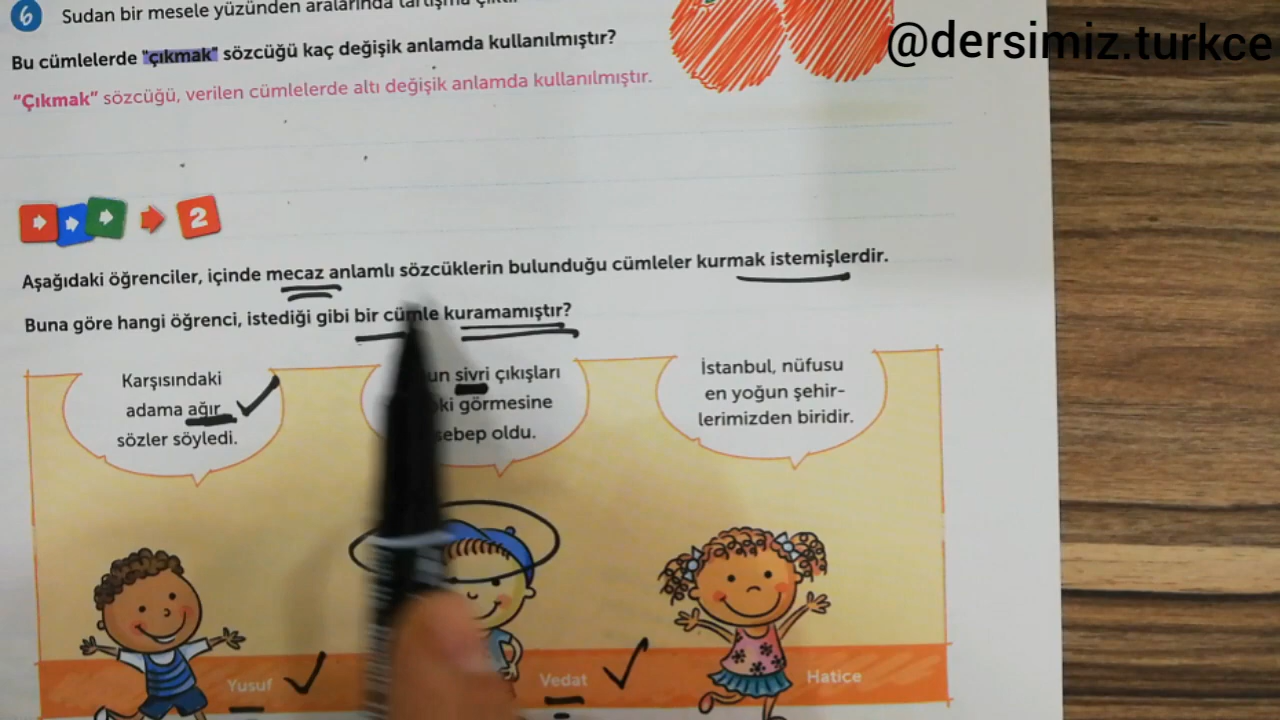 6 Sudan bir mesele yüzünden aralarında tartışma çıktı.
@dersimiz.turkce
Bu cümlelerde "çıkmak" sözcüğü kaç değişik anlamda kullanılmıştır?
"Çıkmak" sözcüğü, verilen cümlelerde altı değişik anlamda kullanılmıştır.
2
Aşağıdaki öğrenciler, içinde mecaz anlamlı sözcüklerin bulunduğu cümleler kurmak istemişlerdir.
Buna göre hangi öğrenci, istediği gibi bir cümle kuramamıştır?
Karşısındaki
adama ağır
sözler söyledi.
sivri çıkışları
görmesine
sebep oldu.
İstanbul, nüfusu
en yoğun şehir-
lerimizden biridir.
Yusuf
Vedat
Hatice